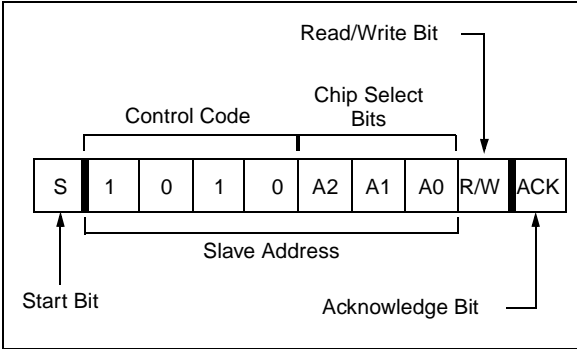 Read/Write Bit
Chip Select
Control Code Bits
S 1 0 1 0 A2 A1 A0 R/W ACK
Slave Address
Start Bit
Acknowledge Bit